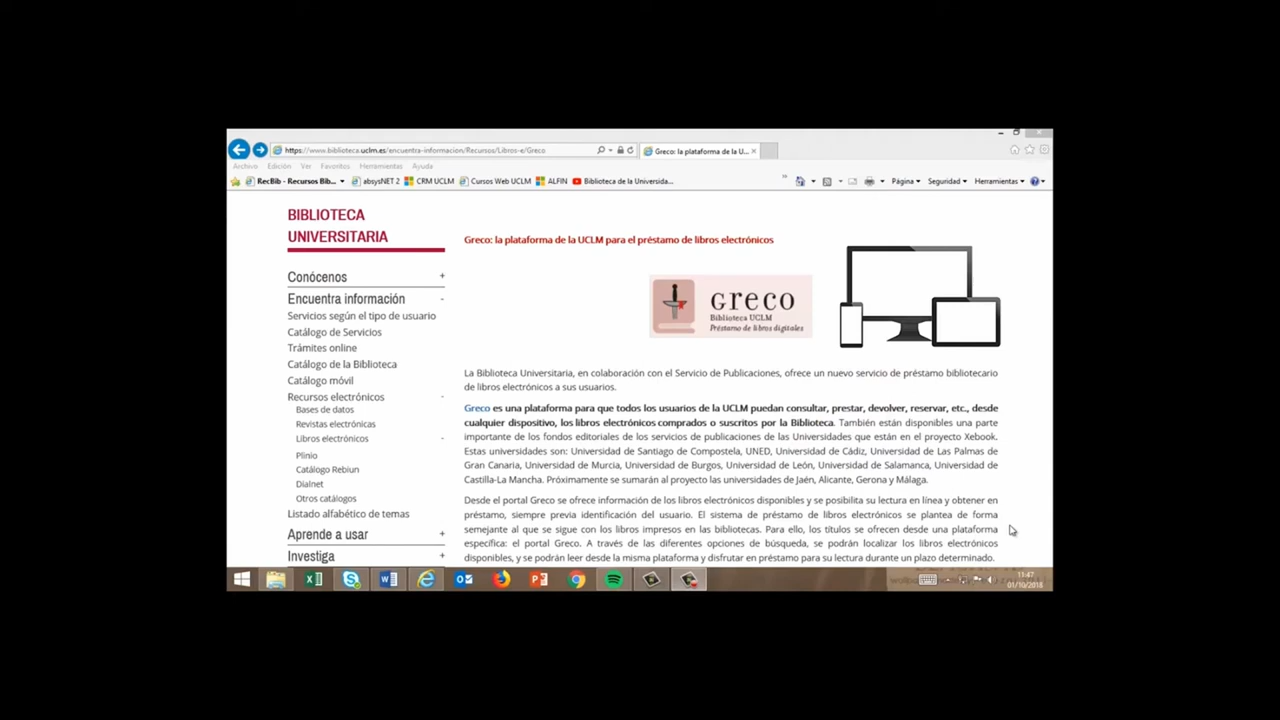 https://www.biblioteca.uclm.es/encuentra-informacion/Recursos/Libros-e/Greco
Greco: la plataforma de la U...
Archivo Edición Ver Favoritos Herramientas Ayuda
RecBib - Recursos Bib... absysNET 2 CRM UCLM Cursos Web UCLM ALFIN Biblioteca de la Universida... Página Seguridad Herramientas
BIBLIOTECA
UNIVERSITARIA
Conócenos +
Encuentra información -
Servicios según el tipo de usuario
Catálogo de Servicios
Trámites online
Catálogo de la Biblioteca
Catálogo móvil
Recursos electrónicos -
Bases de datos
Revistas electrónicas
Libros electrónicos -
Plinio
Catálogo Rebiun
Dialnet
Otros catálogos
Listado alfabético de temas
Aprende a usar +
Investiga +
Greco: la plataforma de la UCLM para el préstamo de libros electrónicos
greco
Biblioteca UCLM
Préstamo de libros digitales
La Biblioteca Universitaria, en colaboración con el Servicio de Publicaciones, ofrece un nuevo servicio de préstamo bibliotecario
de libros electrónicos a sus usuarios.
Greco es una plataforma para que todos los usuarios de la UCLM puedan consultar, prestar, devolver, reservar, etc., desde
cualquier dispositivo, los libros electrónicos comprados o suscritos por la Biblioteca. También están disponibles una parte
importante de los fondos editoriales de los servicios de publicaciones de las Universidades que están en el proyecto Xebook.
Estas universidades son: Universidad de Santiago de Compostela, UNED, Universidad de Cádiz, Universidad de Las Palmas de
Gran Canaria, Universidad de Murcia, Universidad de Burgos, Universidad de León, Universidad de Salamanca, Universidad de
Castilla-La Mancha. Próximamente se sumarán al proyecto las universidades de Jaén, Alicante, Gerona y Málaga.
Desde el portal Greco se ofrece información de los libros electrónicos disponibles y se posibilita su lectura en línea y obtener en
préstamo, siempre previa identificación del usuario. El sistema de préstamo de libros electrónicos se plantea de forma
semejante al que se sigue con los libros impresos en las bibliotecas. Para ello, los títulos se ofrecen desde una plataforma
específica: el portal Greco. A través de las diferentes opciones de búsqueda, se podrán localizar los libros electrónicos
disponibles, y se podrán leer desde la misma plataforma y disfrutar en préstamo para su lectura durante un plazo determinado.
11:47
01/10/2018